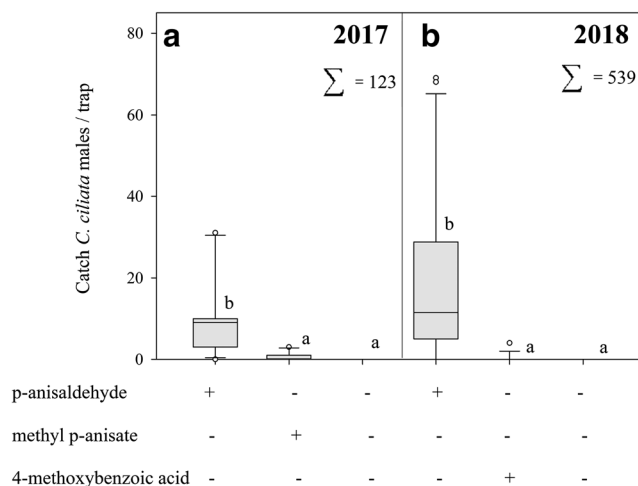 a 2017 b 2018
80
∑ = 123 ∑ = 539
60
40
20
0
Catch C. ciliata males / trap
b a a b a a
p-anisaldehyde + - - + - -
methyl p-anisate - + - - - -
4-methoxybenzoic acid - - - - + -